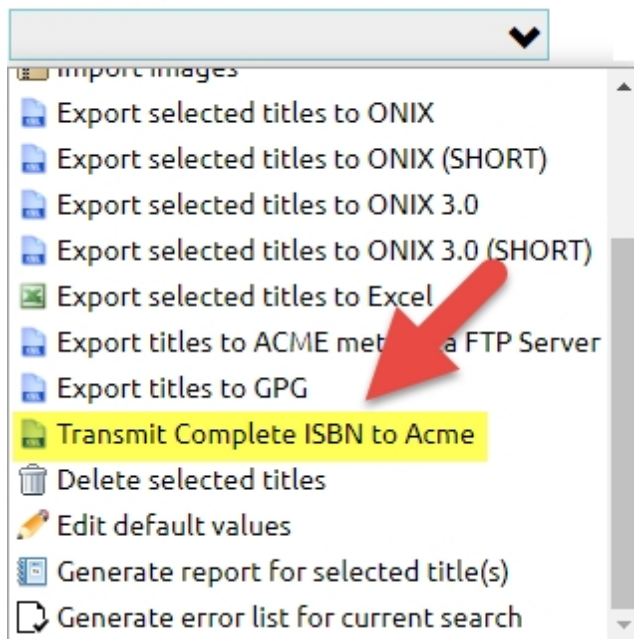 Import images
Export selected titles to ONIX
Export selected titles to ONIX (SHORT)
Export selected titles to ONIX 3.0
Export selected titles to ONIX 3.0 (SHORT)
Export selected titles to Excel
Export titles to ACME met a FTP Server
Export titles to GPG
Transmit Complete ISBN to Acme
Delete selected titles
Edit default values
Generate report for selected title(s)
Generate error list for current search